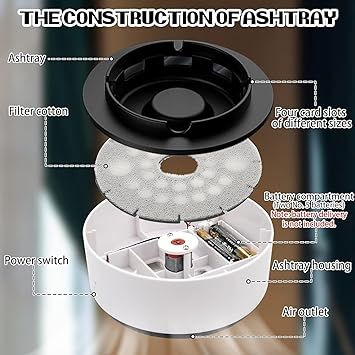 THE CONSTRUCTION OF ASHTRAY
Ashtray
Filter cotton
Four card slots
of different sizes
Battery compartment
(Two No. 5 Batteries)
Note: battery delivery
is not included.
Power switch
Ashtray housing
Air outlet